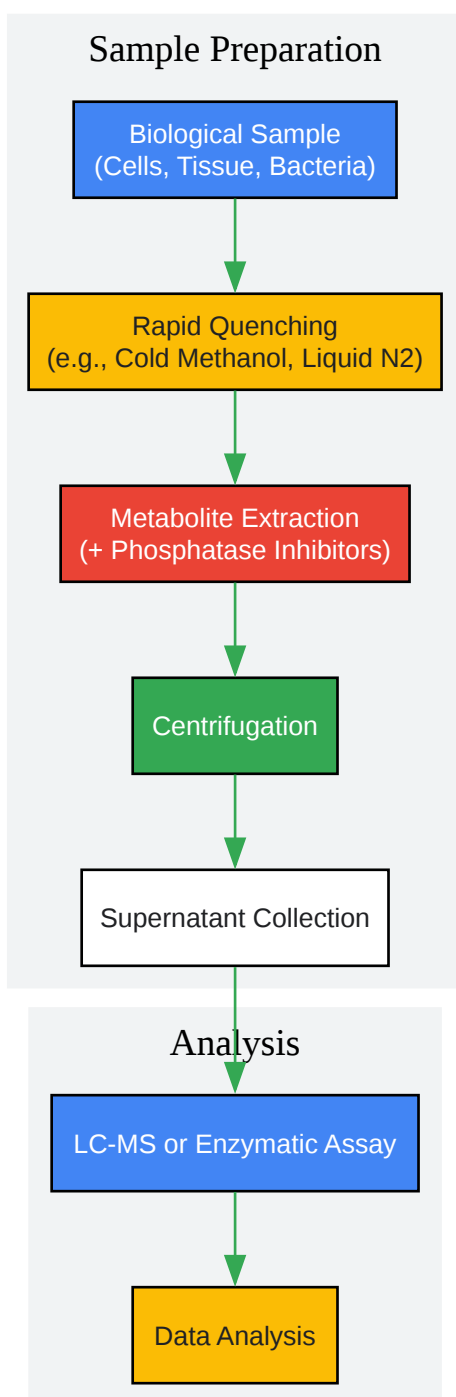 Sample Preparation
Biological Sample
(Cells, Tissue, Bacteria)
Rapid Quenching
(e.g., Cold Methanol, Liquid N2)
Metabolite Extraction
(+ Phosphatase Inhibitors)
Centrifugation
Supernatant Collection
Analysis
LC-MS or Enzymatic Assay
Data Analysis